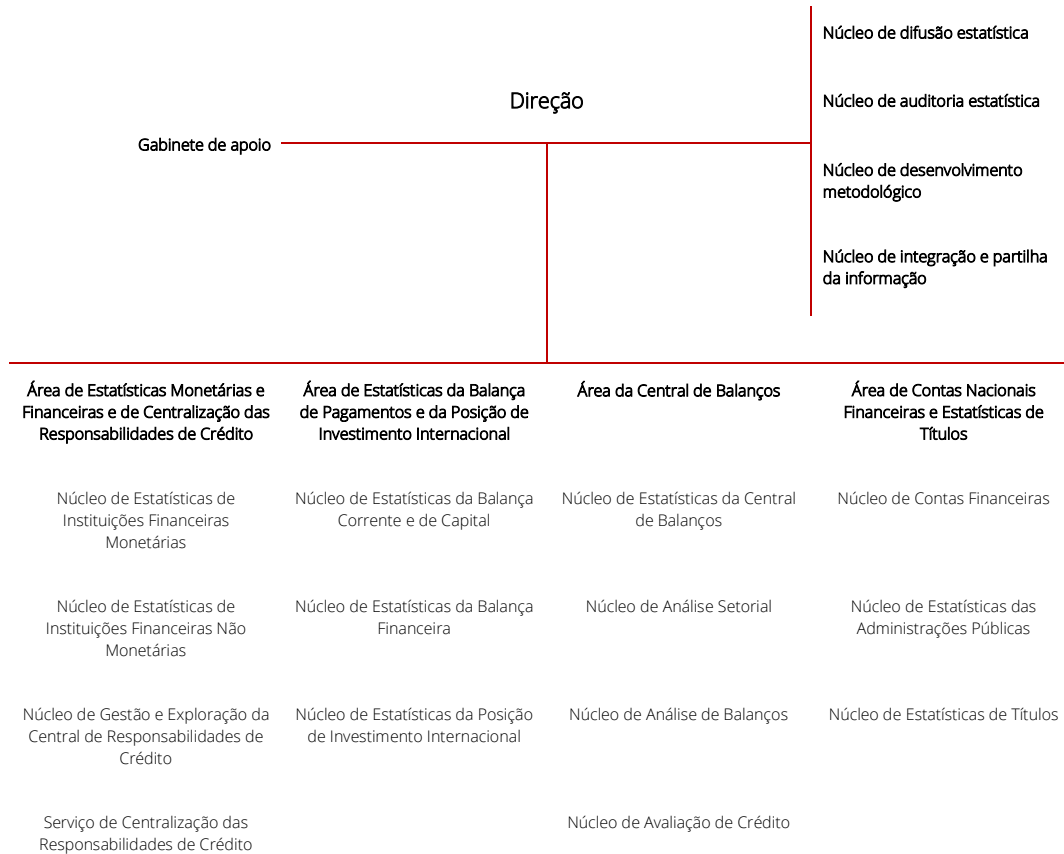 Direção
Gabinete de apoio
Núcleo de difusão estatística
Núcleo de auditoria estatística
Núcleo de desenvolvimento
metodológico
Núcleo de integração e partilha
da informação
Área de Estatísticas Monetárias e
Financeiras e de Centralização das
Responsabilidades de Crédito
Núcleo de Estatísticas de
Instituições Financeiras
Monetárias
Núcleo de Estatísticas de
Instituições Financeiras Não
Monetárias
Núcleo de Gestão e Exploração da
Central de Responsabilidades de
Crédito
Serviço de Centralização das
Responsabilidades de Crédito
Área de Estatísticas da Balança
de Pagamentos e da Posição de
Investimento Internacional
Núcleo de Estatísticas da Balança
Corrente e de Capital
Núcleo de Estatísticas da Balança
Financeira
Núcleo de Estatísticas da Posição
de Investimento Internacional
Área da Central de Balanços
Núcleo de Estatísticas da Central
de Balanços
Núcleo de Análise Setorial
Núcleo de Análise de Balanços
Núcleo de Avaliação de Crédito
Área de Contas Nacionais
Financeiras e Estatísticas de
Títulos
Núcleo de Contas Financeiras
Núcleo de Estatísticas das
Administrações Públicas
Núcleo de Estatísticas de Títulos